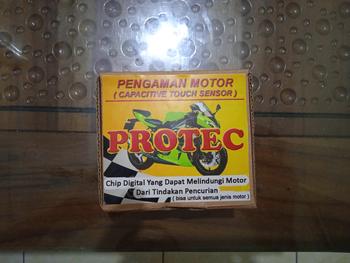 PENGAMAN MOTOR
( CAPACITIVE TOUCH SENSOR )
PROTEC
Chip Digital Yang Dapat Melindungi Motor
Dari Tindakan Pencurian
( bisa untuk semua jenis motor )